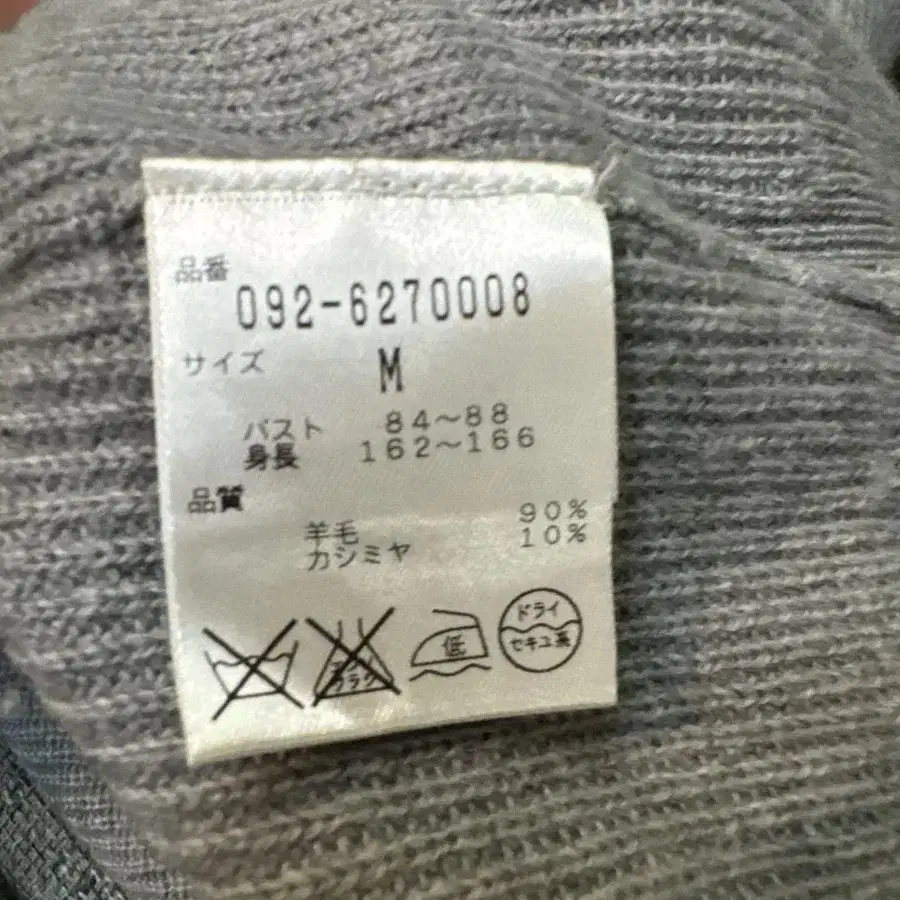 品番
092-6270008
サイズ M
バスト 84～88
身長 162～166
品質
羊毛 90%
カシミヤ 10%
低
ドライ
セキユ系